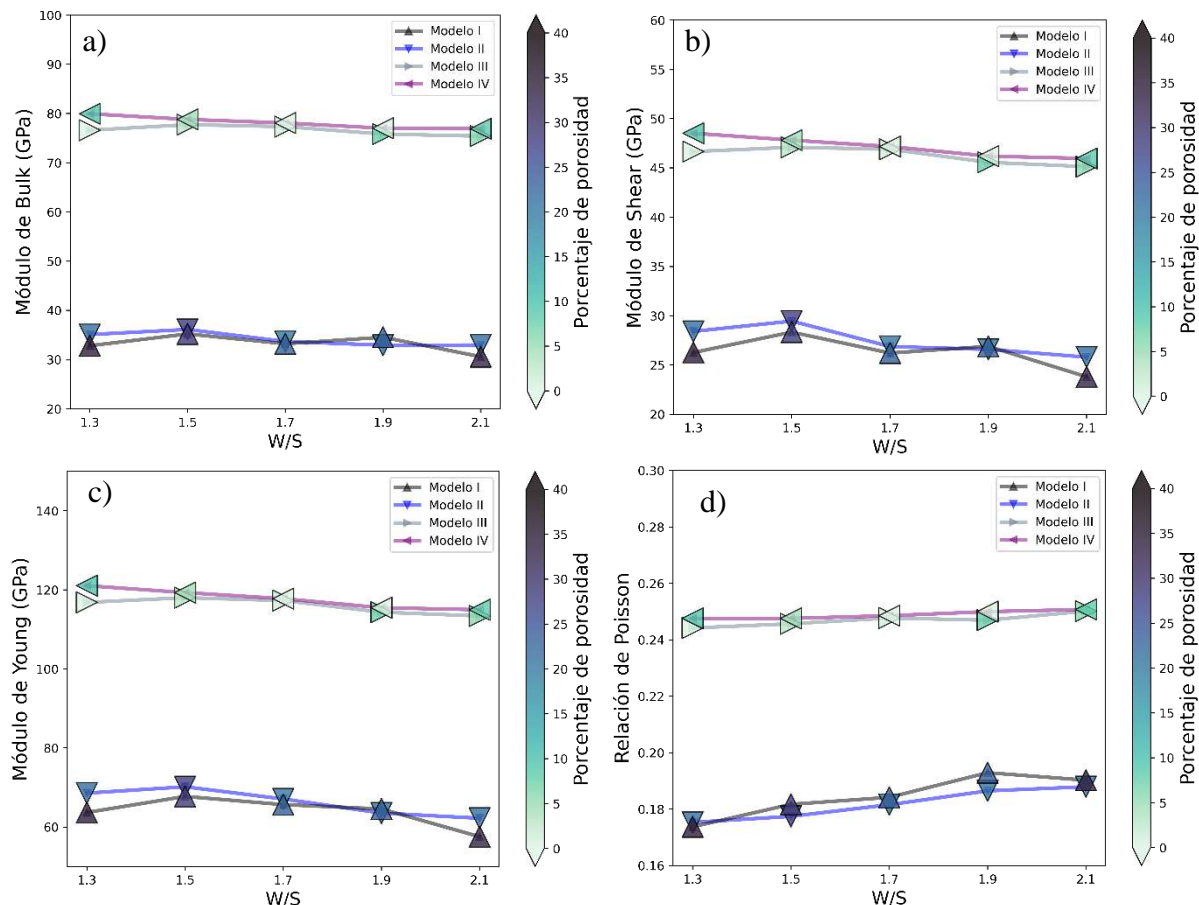 a)
Módulo de Bulk (GPa)
100
90
80
70
60
50
40
30
20
1.3 1.5 1.7 1.9 2.1
W/S
Modelo I
Modelo II
Modelo III
Modelo IV
40
35
30
25
20
15
10
5
0
Porcentaje de porosidad
b)
Módulo de Shear (GPa)
60
55
50
45
40
35
30
25
20
1.3 1.5 1.7 1.9 2.1
W/S
Modelo I
Modelo II
Modelo III
Modelo IV
40
35
30
25
20
15
10
5
0
Porcentaje de porosidad
c)
Módulo de Young (GPa)
140
120
100
80
60
1.3 1.5 1.7 1.9 2.1
W/S
Modelo I
Modelo II
Modelo III
Modelo IV
40
35
30
25
20
15
10
5
0
Porcentaje de porosidad
d)
Relación de Poisson
0.30
0.28
0.26
0.24
0.22
0.20
0.18
0.16
1.3 1.5 1.7 1.9 2.1
W/S
Modelo I
Modelo II
Modelo III
Modelo IV
40
35
30
25
20
15
10
5
0
Porcentaje de porosidad